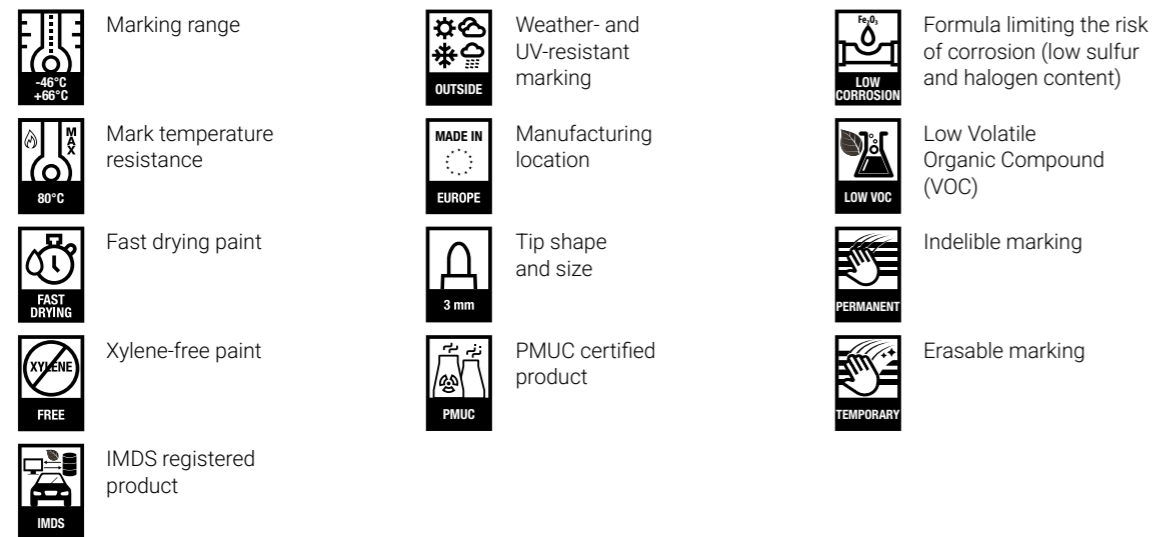 -46°C
+66°C
Marking range
MAX
80°C
Mark temperature
resistance
FAST
DRYING
Fast drying paint
XYLENE
FREE
Xylene-free paint
IMDS
IMDS registered
product
OUTSIDE
Weather- and
UV-resistant
marking
MADE IN
EUROPE
Manufacturing
location
3 mm
Tip shape
and size
PMUC
PMUC certified
product
Fe₂O₃
LOW
CORROSION
Formula limiting the risk
of corrosion (low sulfur
and halogen content)
LOW VOC
Low Volatile
Organic Compound
(VOC)
PERMANENT
Indelible marking
TEMPORARY
Erasable marking